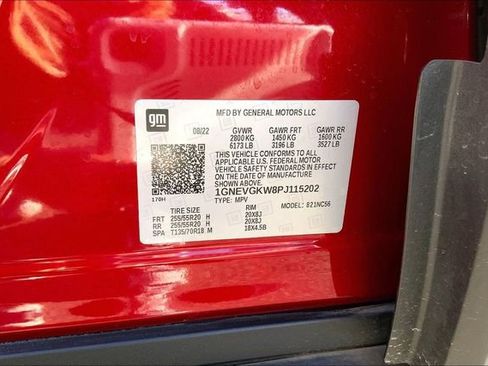 gm
MFD BY GENERAL MOTORS LLC
08/22 GVWR GAWR FRT GAWR RR
2800 KG 1450 KG 1600 KG
6173 LB 3196 LB 3527 LB
THIS VEHICLE CONFORMS TO ALL
APPLICABLE U.S. FEDERAL MOTOR
VEHICLE SAFETY STANDARDS IN EFFECT
ON THE DATE OF MANUFACTURE SHOWN ABOVE.
170H
1GNEVGKW8PJ115202
TYPE: MPV 821NC56
TIRE SIZE RIM
FRT 255/55R20 H 20X8J
RR 255/55R20 H 20X8J
SPA T135/70R18 M 18X4.5B